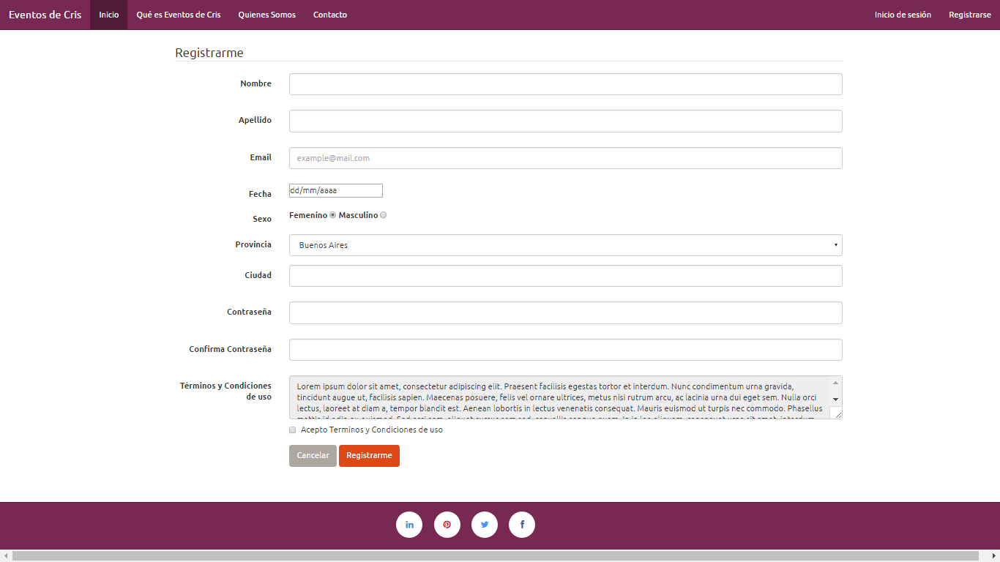 Eventos de Cris Inicio Qué es Eventos de Cris Quienes Somos Contacto Inicio de sesión Registrarse
Registrarme
Nombre
Apellido
Email example@mail.com
Fecha dd/mm/aaaa
Sexo Femenino Masculino
Provincia Buenos Aires
Ciudad
Contraseña
Confirma Contraseña
Términos y Condiciones
de uso
Lorem ipsum dolor sit amet, consectetur adipiscing elit. Praesent facilisis egestas tortor et interdum. Nunc condimentum urna gravida,
tincidunt augue ut, facilisis sapien. Maecenas posuere, felis vel ornare ultrices, metus nisi rutrum arcu, ac lacinia urna dui eget sem. Nulla orci
lectus, laoreet at diam a, tempor blandit est. Aenean lobortis in lectus venenatis consequat. Mauris euismod ut turpis nec commodo. Phasellus
Acepto Terminos y Condiciones de uso
Cancelar Registrarme